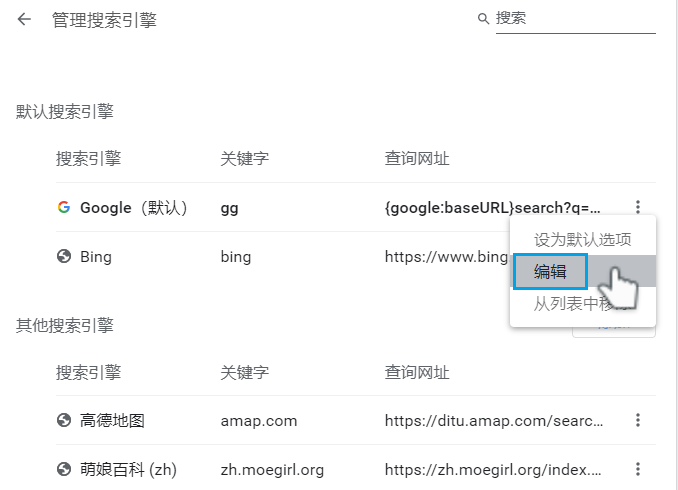 管理搜索引擎
搜索
默认搜索引擎
搜索引擎 关键字 查询网址
Google（默认） gg {google:baseURL}search?q=...
Bing bing https://www.bing
设为默认选项
编辑
从列表中移
其他搜索引擎
搜索引擎 关键字 查询网址
高德地图 amap.com https://ditu.amap.com/searc...
萌娘百科 (zh) zh.moegirl.org https://zh.moegirl.org/index....